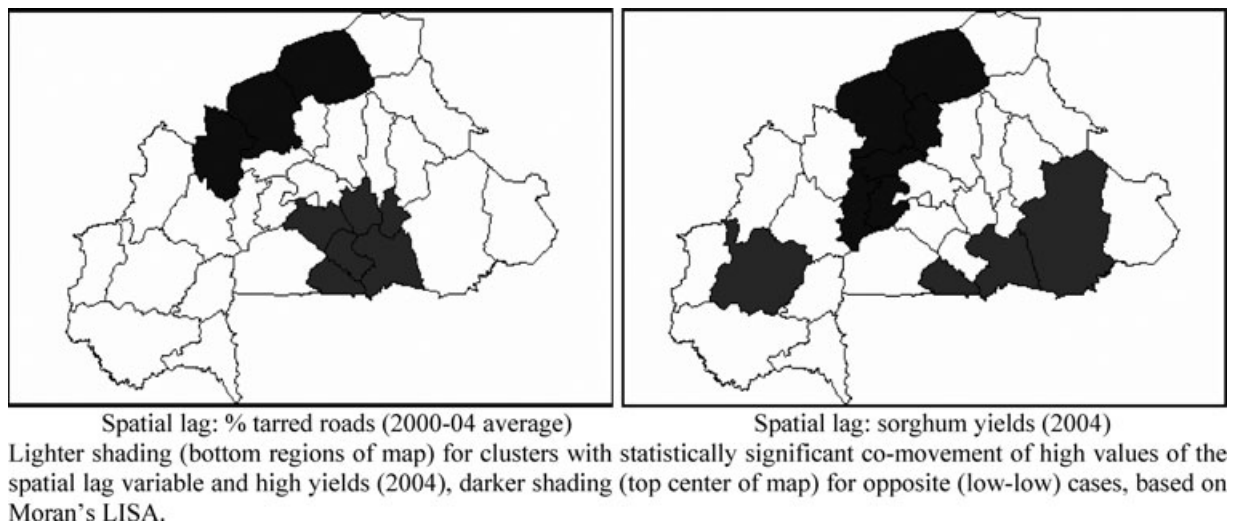 Spatial lag: % tarred roads (2000-04 average)
Spatial lag: sorghum yields (2004)
Lighter shading (bottom regions of map) for clusters with statistically significant co-movement of high values of the
spatial lag variable and high yields (2004), darker shading (top center of map) for opposite (low-low) cases, based on
Moran's LISA.